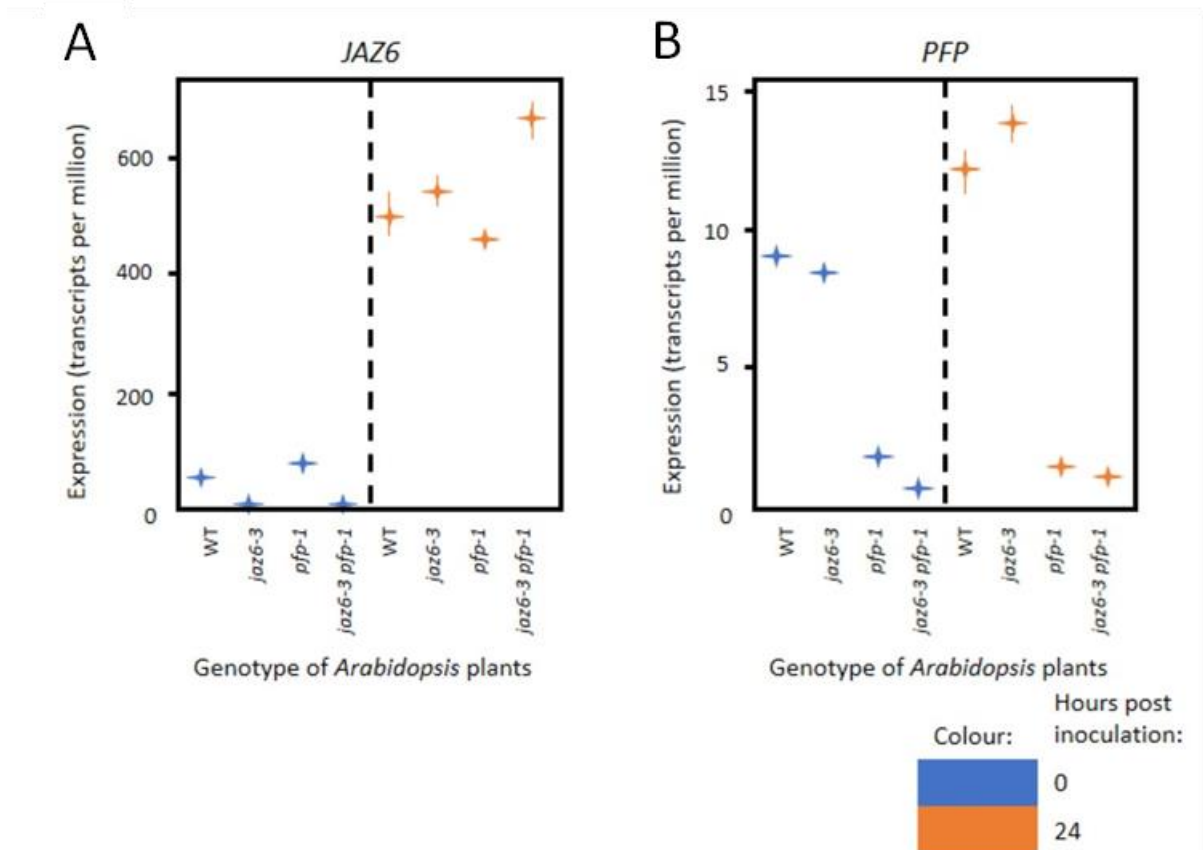 A
JAZ6
Expression (transcripts per million)
600
400
200
0
WT
jaz6-3
pfp-1
jaz6-3 pfp-1
WT
jaz6-3
pfp-1
jaz6-3 pfp-1
Genotype of Arabidopsis plants
B
PFP
Expression (transcripts per million)
15
10
5
0
WT
jaz6-3
pfp-1
jaz6-3 pfp-1
WT
jaz6-3
pfp-1
jaz6-3 pfp-1
Genotype of Arabidopsis plants
Colour:
Hours post
inoculation:
0
24